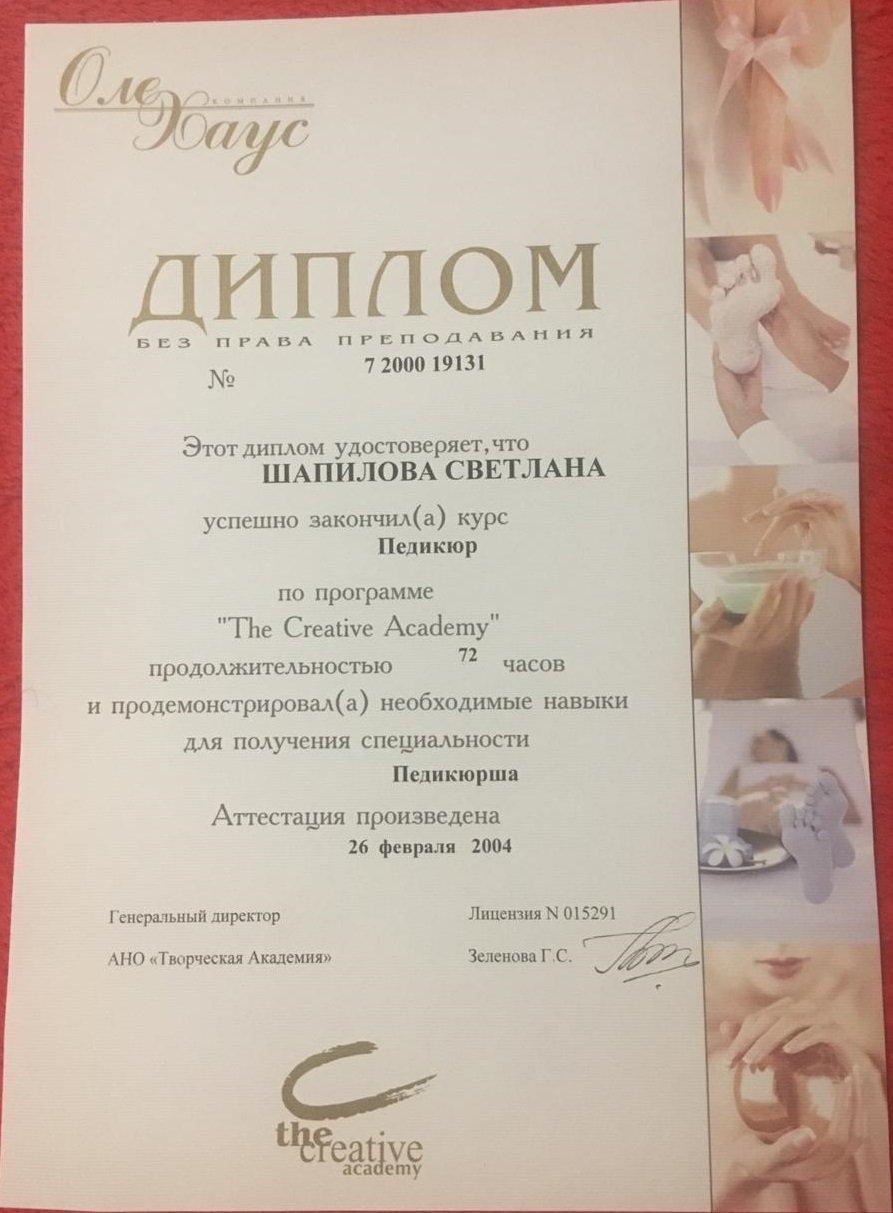 Оле
КОМПАНИЯ
Хаус
ДИПЛОМ
БЕЗ ПРАВА ПРЕПОДАВАНИЯ
№ 7 2000 19131
Этот диплом удостоверяет, что
ШАПИЛОВА СВЕТЛАНА
успешно закончил(а) курс
Педикюр
по программе
"The Creative Academy"
продолжительностью 72 часов
и продемонстрировал(а) необходимые навыки
для получения специальности
Педикюрша
Аттестация произведена
26 февраля 2004
Генеральный директор Лицензия N 015291
АНО «Творческая Академия» Зеленова Г.С.
the
creative
academy